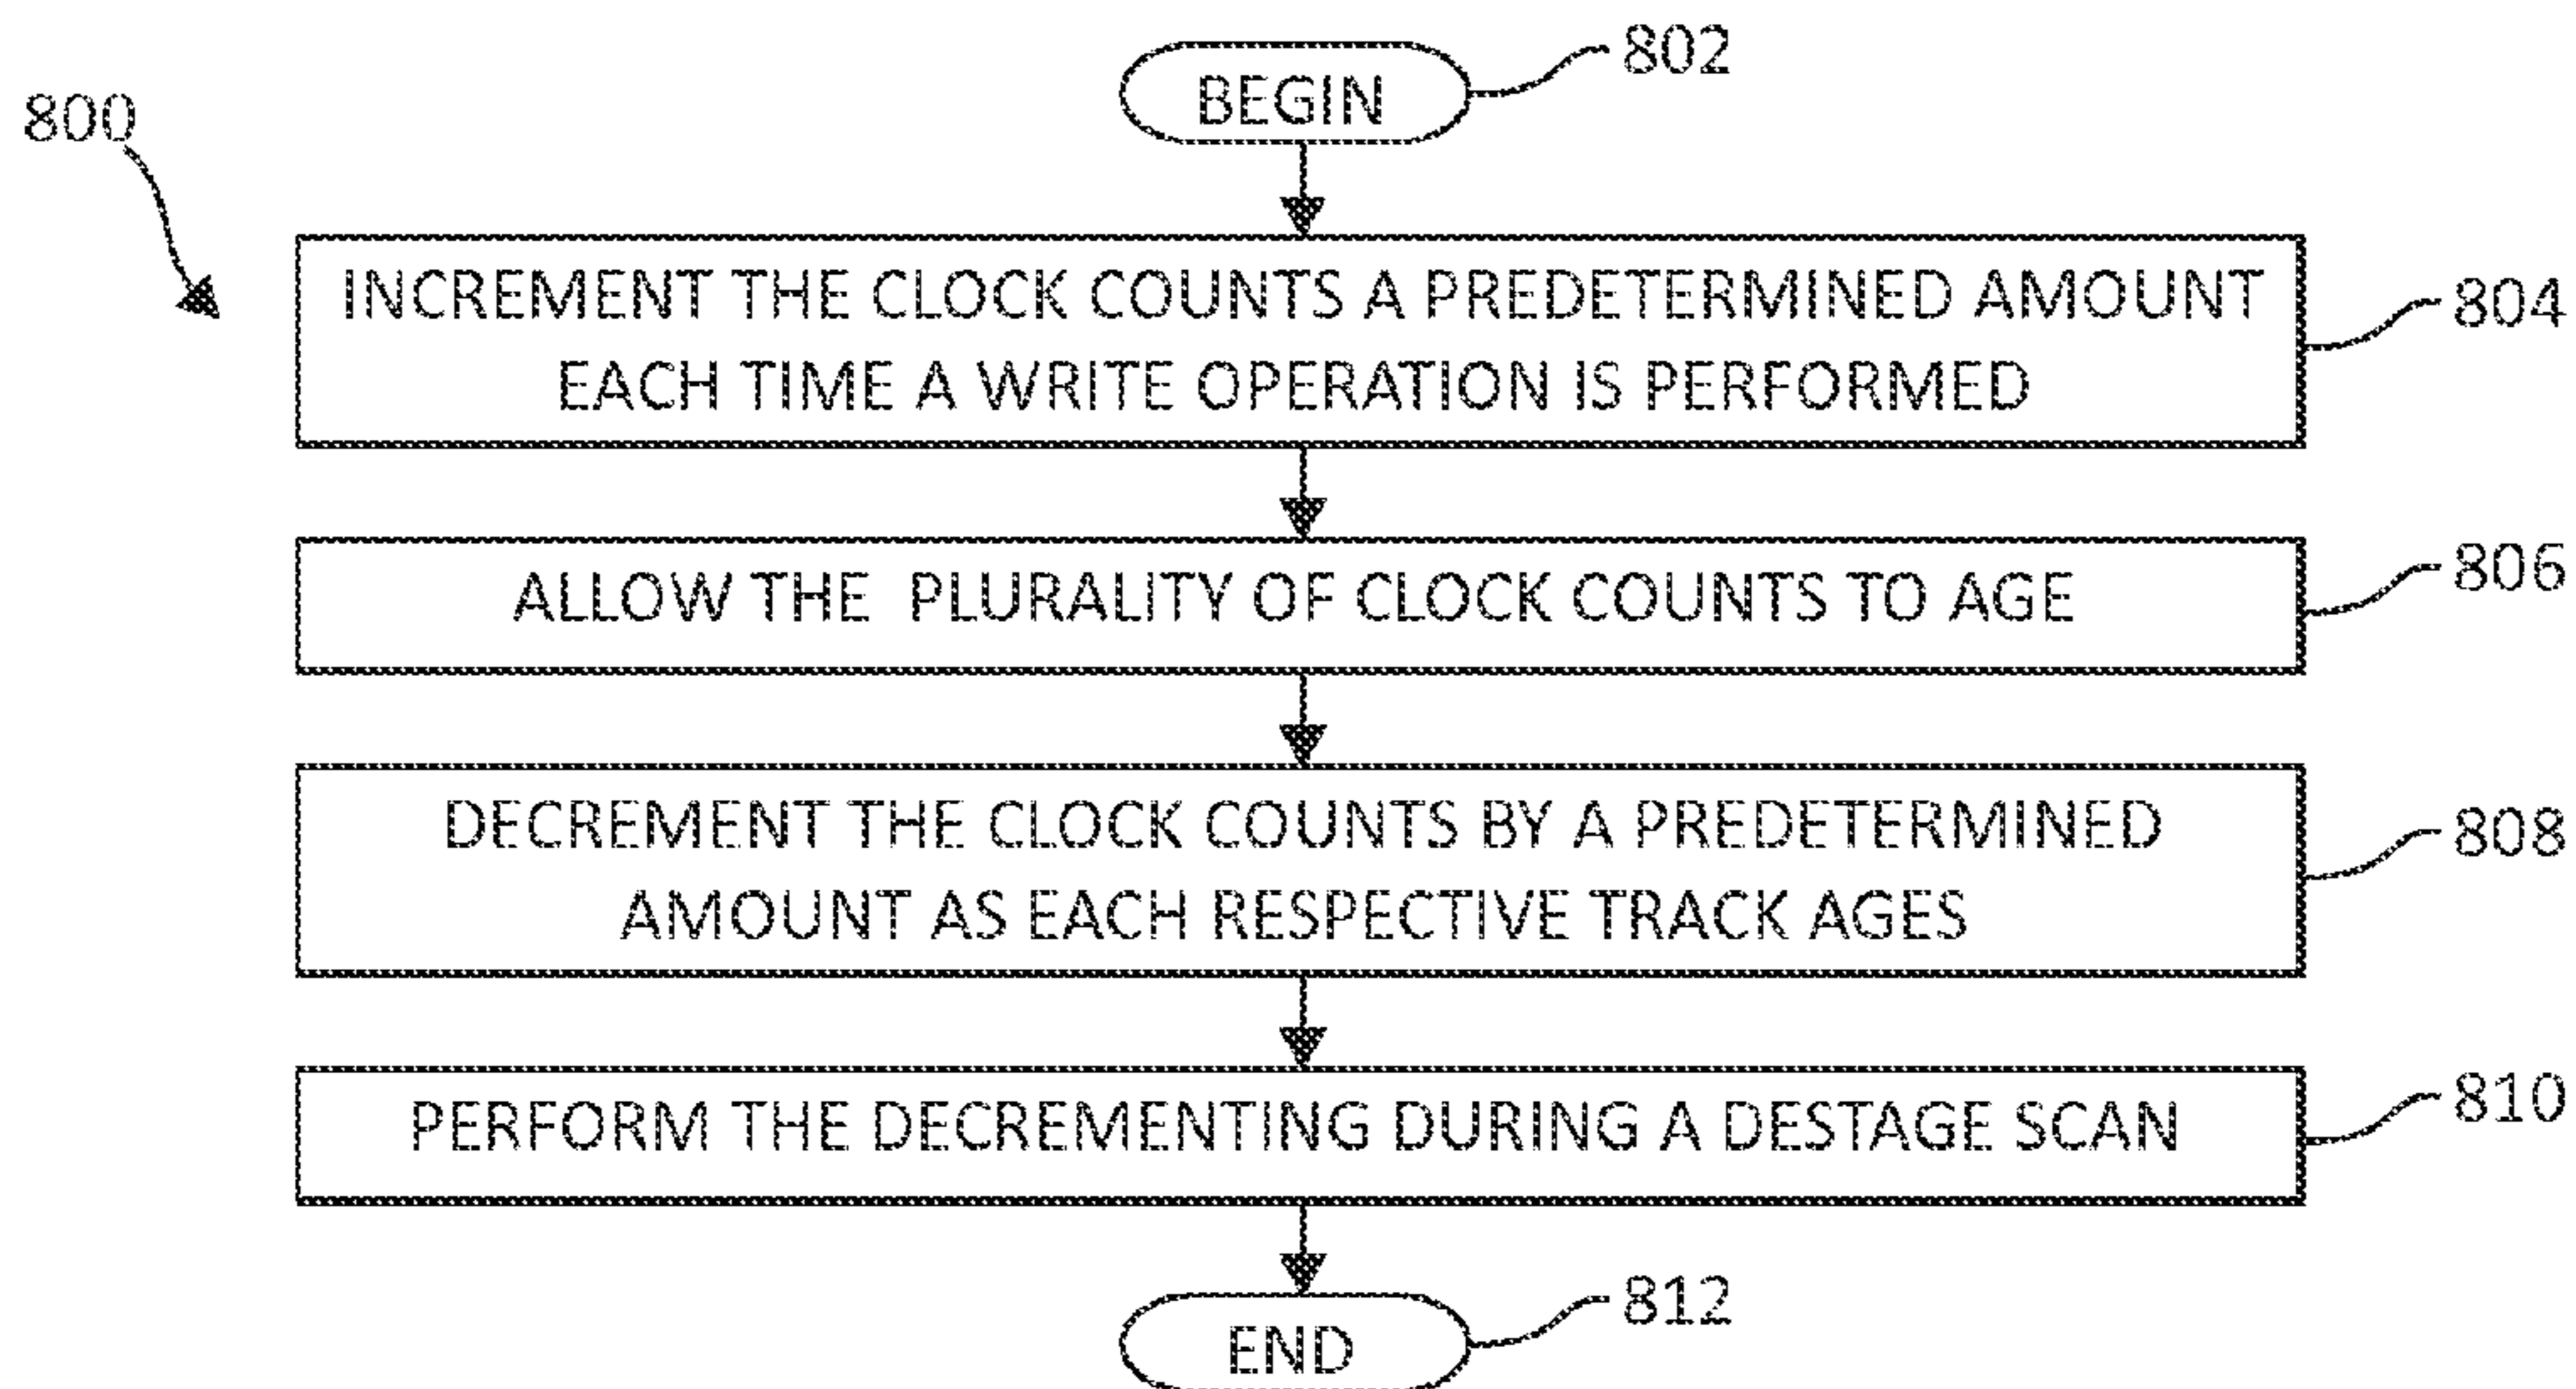 802
BEGIN
800
INCREMENT THE CLOCK COUNTS A PREDETERMINED AMOUNT
EACH TIME A WRITE OPERATION IS PERFORMED
804
ALLOW THE PLURALITY OF CLOCK COUNTS TO AGE
806
DECREMENT THE CLOCK COUNTS BY A PREDETERMINED
AMOUNT AS EACH RESPECTIVE TRACK AGES
808
PERFORM THE DECREMENTING DURING A DESTAGE SCAN
810
812
END